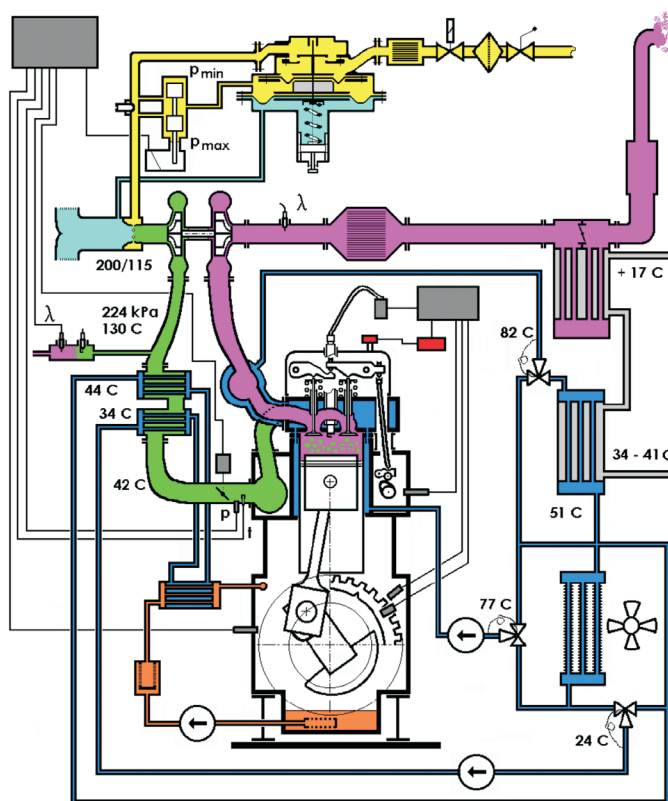 p min
p max
λ
200/115
+ 17 C
224 kPa
130 C
λ
82 C
44 C
34 C
34 - 41 C
42 C
51 C
p
t
77 C
24 C